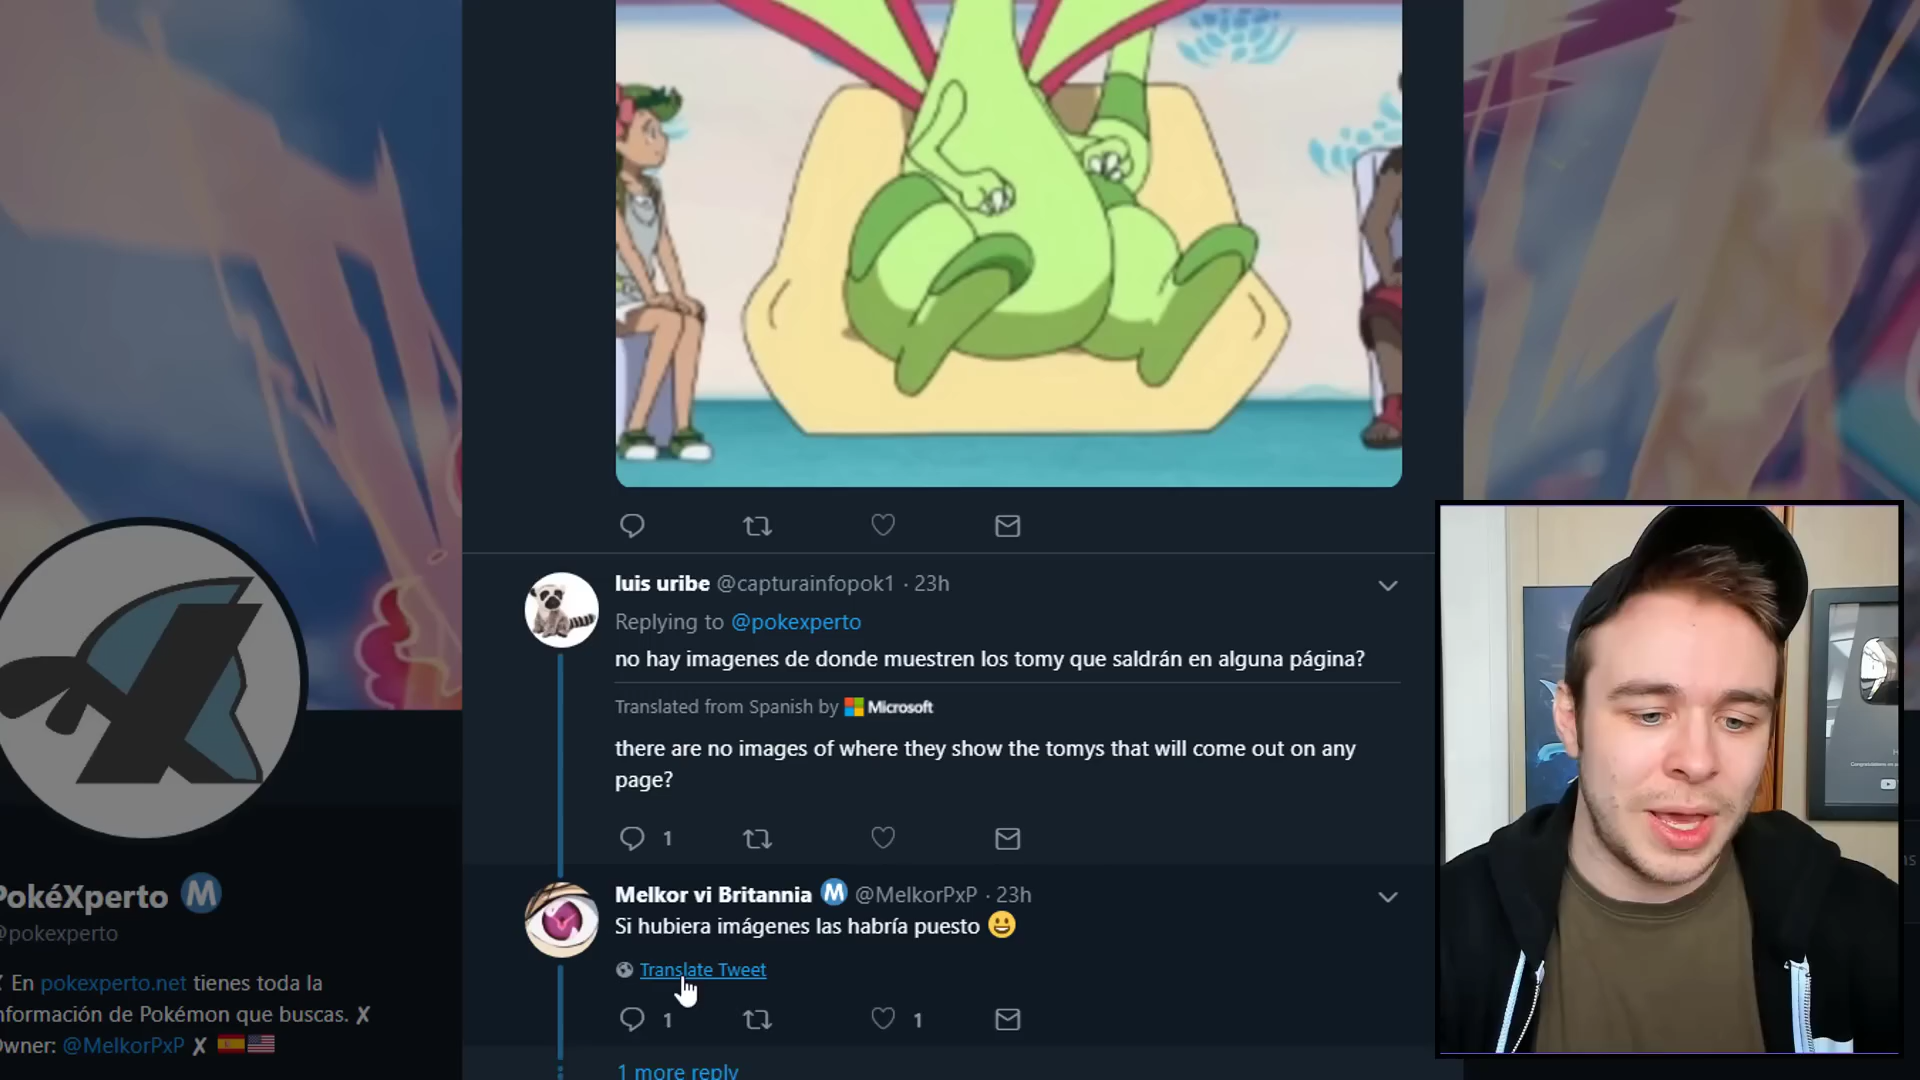 luis uribe @capturainfopok1 · 23h
Replying to @pokexperto
no hay imagenes de donde muestren los tomy que saldrán en alguna página?
Translated from Spanish by Microsoft
there are no images of where they show the tomys that will come out on any
page?
1
Melkor vi Britannia M @MelkorPxP · 23h
Si hubiera imágenes las habría puesto 😀
Translate Tweet
1 1
1 more reply
PokéXperto M
@pokexperto
En pokexperto.net tienes toda la
nformación de Pokémon que buscas. ✗
wner: @MelkorPxP ✗ 🇪🇸🇺🇸